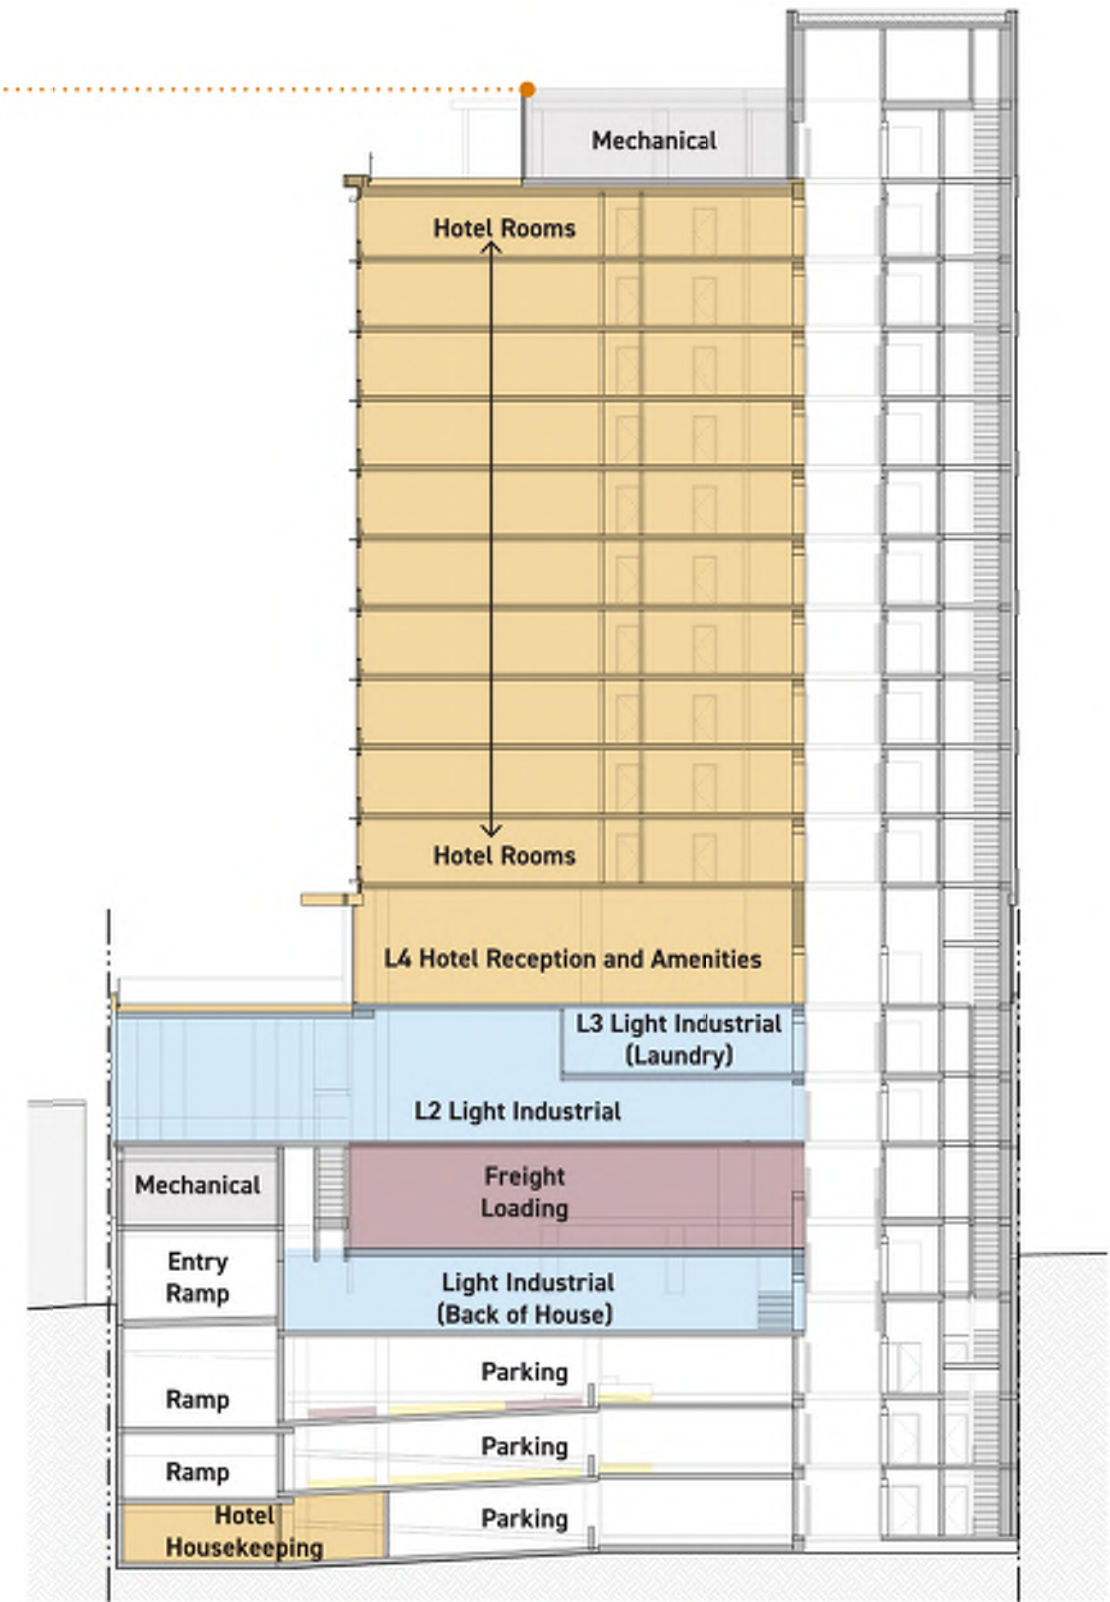 Mechanical
Hotel Rooms
Hotel Rooms
L4 Hotel Reception and Amenities
L3 Light Industrial
(Laundry)
L2 Light Industrial
Mechanical
Freight
Loading
Entry
Ramp
Light Industrial
(Back of House)
Parking
Ramp
Parking
Ramp
Hotel
Housekeeping
Parking